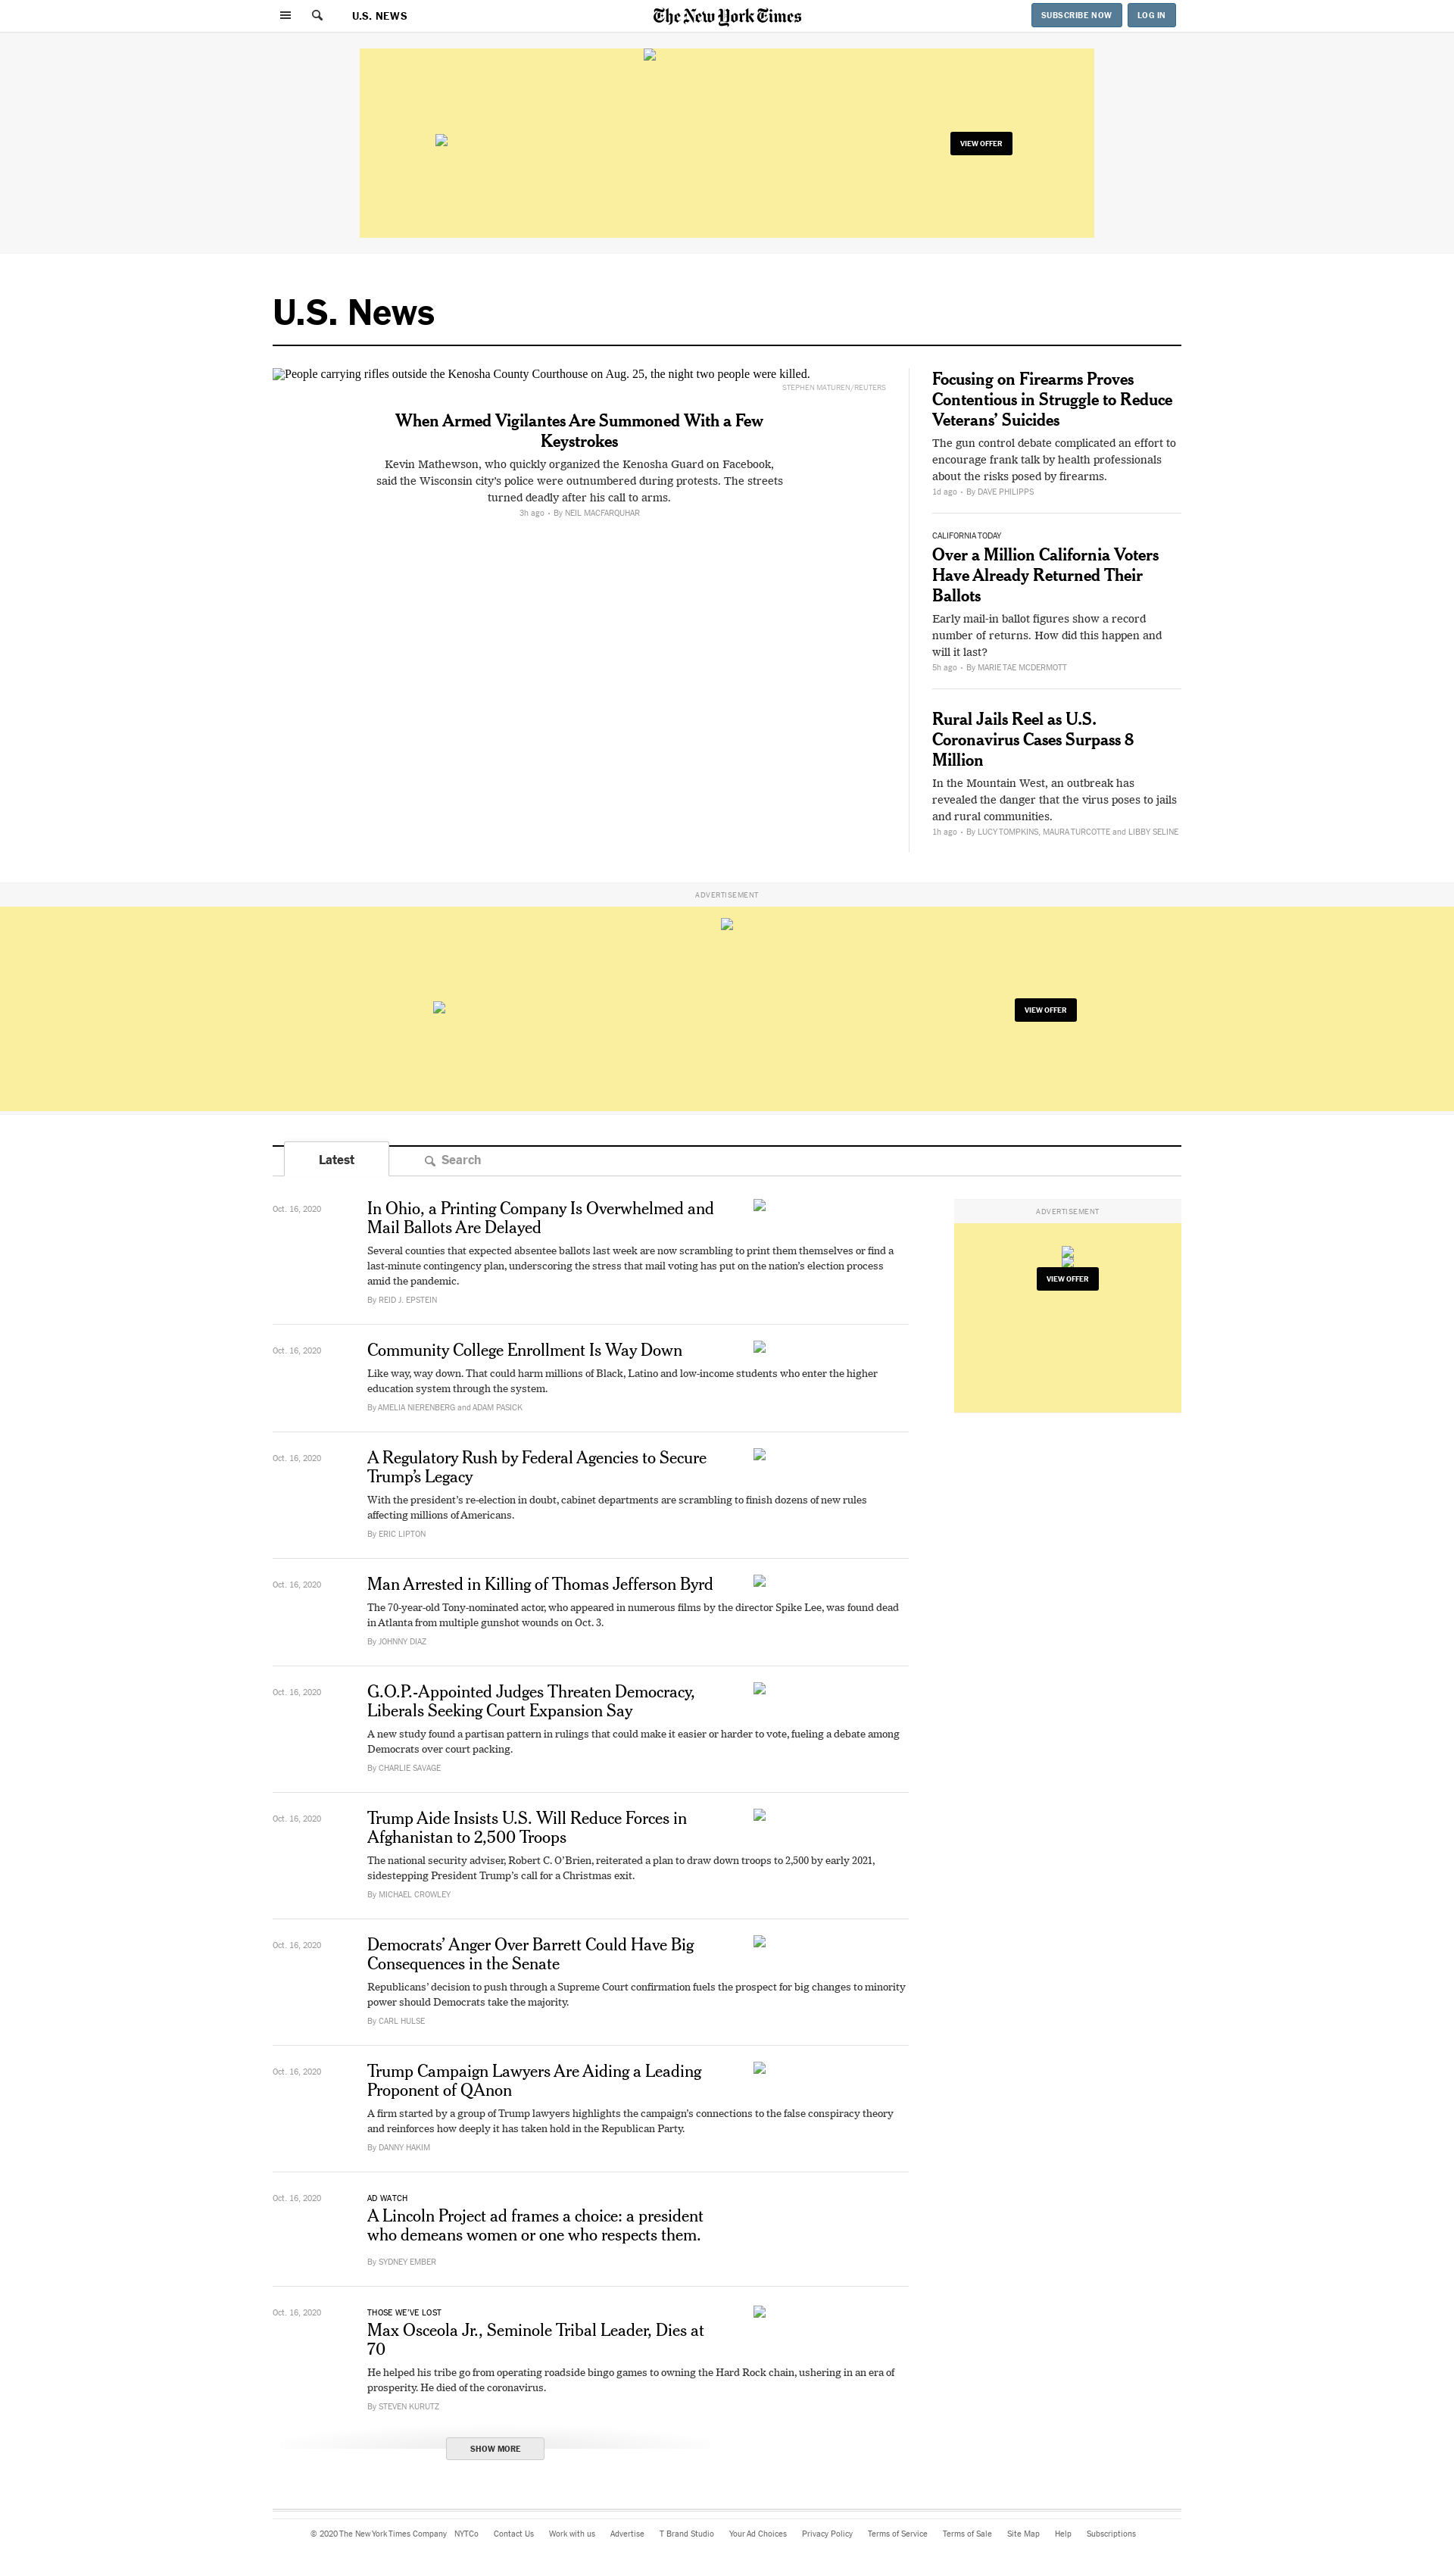 U.S. NEWS
The New York Times
SUBSCRIBE NOW
LOG IN
VIEW OFFER
U.S. News
People carrying rifles outside the Kenosha County Courthouse on Aug. 25, the night two people were killed.
STEPHEN MATUREN/REUTERS
When Armed Vigilantes Are Summoned With a Few
Keystrokes
Kevin Mathewson, who quickly organized the Kenosha Guard on Facebook,
said the Wisconsin city's police were outnumbered during protests. The streets
turned deadly after his call to arms.
3h ago • By NEIL MACFARQUHAR
Focusing on Firearms Proves
Contentious in Struggle to Reduce
Veterans’ Suicides
The gun control debate complicated an effort to
encourage frank talk by health professionals
about the risks posed by firearms.
1d ago • By DAVE PHILIPPS
CALIFORNIA TODAY
Over a Million California Voters
Have Already Returned Their
Ballots
Early mail-in ballot figures show a record
number of returns. How did this happen and
will it last?
5h ago • By MARIE TAE MCDERMOTT
Rural Jails Reel as U.S.
Coronavirus Cases Surpass 8
Million
In the Mountain West, an outbreak has
revealed the danger that the virus poses to jails
and rural communities.
1h ago • By LUCY TOMPKINS, MAURA TURCOTTE and LIBBY SELINE
ADVERTISEMENT
VIEW OFFER
Latest
Search
Oct. 16, 2020
In Ohio, a Printing Company Is Overwhelmed and
Mail Ballots Are Delayed
Several counties that expected absentee ballots last week are now scrambling to print them themselves or find a
last-minute contingency plan, underscoring the stress that mail voting has put on the nation’s election process
amid the pandemic.
By REID J. EPSTEIN
ADVERTISEMENT
VIEW OFFER
Oct. 16, 2020
Community College Enrollment Is Way Down
Like way, way down. That could harm millions of Black, Latino and low-income students who enter the higher
education system through the system.
By AMELIA NIERENBERG and ADAM PASICK
Oct. 16, 2020
A Regulatory Rush by Federal Agencies to Secure
Trump’s Legacy
With the president’s re-election in doubt, cabinet departments are scrambling to finish dozens of new rules
affecting millions of Americans.
By ERIC LIPTON
Oct. 16, 2020
Man Arrested in Killing of Thomas Jefferson Byrd
The 70-year-old Tony-nominated actor, who appeared in numerous films by the director Spike Lee, was found dead
in Atlanta from multiple gunshot wounds on Oct. 3.
By JOHNNY DIAZ
Oct. 16, 2020
G.O.P.-Appointed Judges Threaten Democracy,
Liberals Seeking Court Expansion Say
A new study found a partisan pattern in rulings that could make it easier or harder to vote, fueling a debate among
Democrats over court packing.
By CHARLIE SAVAGE
Oct. 16, 2020
Trump Aide Insists U.S. Will Reduce Forces in
Afghanistan to 2,500 Troops
The national security adviser, Robert C. O’Brien, reiterated a plan to draw down troops to 2,500 by early 2021,
sidestepping President Trump’s call for a Christmas exit.
By MICHAEL CROWLEY
Oct. 16, 2020
Democrats’ Anger Over Barrett Could Have Big
Consequences in the Senate
Republicans’ decision to push through a Supreme Court confirmation fuels the prospect for big changes to minority
power should Democrats take the majority.
By CARL HULSE
Oct. 16, 2020
Trump Campaign Lawyers Are Aiding a Leading
Proponent of QAnon
A firm started by a group of Trump lawyers highlights the campaign’s connections to the false conspiracy theory
and reinforces how deeply it has taken hold in the Republican Party.
By DANNY HAKIM
Oct. 16, 2020
AD WATCH
A Lincoln Project ad frames a choice: a president
who demeans women or one who respects them.
By SYDNEY EMBER
Oct. 16, 2020
THOSE WE’VE LOST
Max Osceola Jr., Seminole Tribal Leader, Dies at
70
He helped his tribe go from operating roadside bingo games to owning the Hard Rock chain, ushering in an era of
prosperity. He died of the coronavirus.
By STEVEN KURUTZ
SHOW MORE
© 2020 The New York Times Company NYTCo Contact Us Work with us Advertise T Brand Studio Your Ad Choices Privacy Policy Terms of Service Terms of Sale Site Map Help Subscriptions